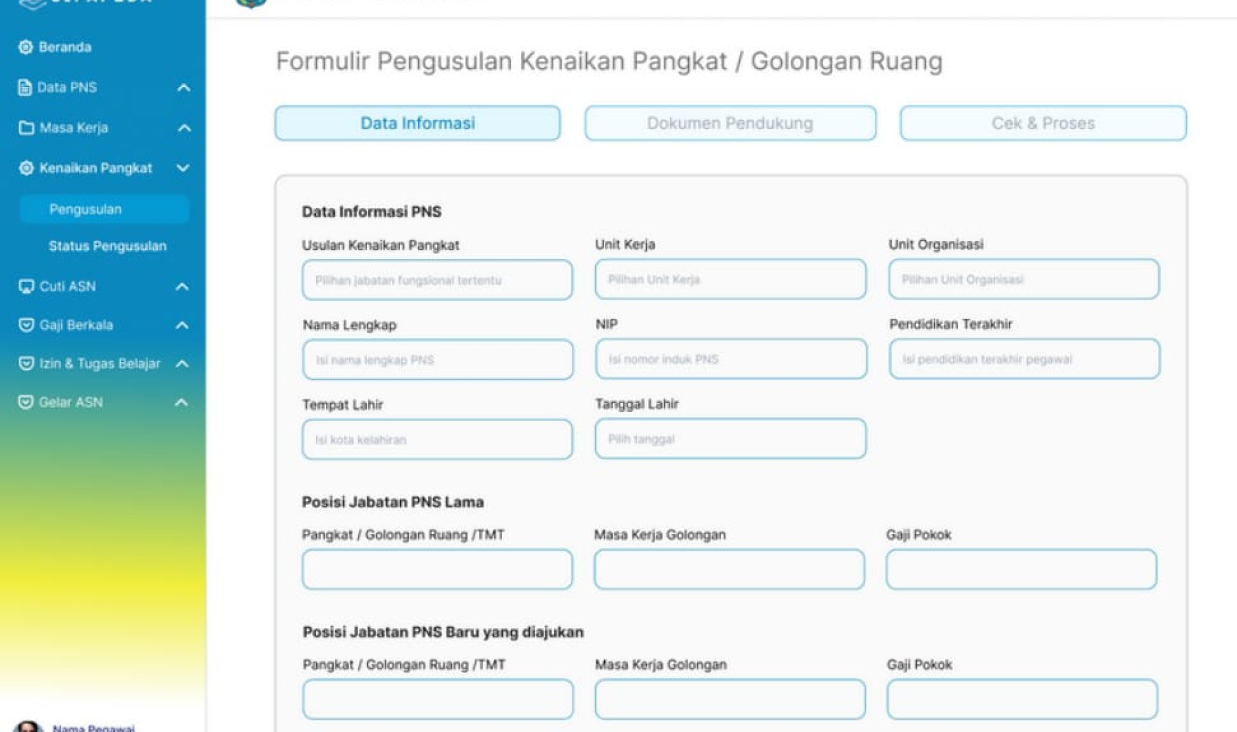 Beranda
Data PNS
Masa Kerja
Kenaikan Pangkat
Pengusulan
Status Pengusulan
Cuti ASN
Gaji Berkala
Izin & Tugas Belajar
Gelar ASN
Nama Pegawai
Formulir Pengusulan Kenaikan Pangkat / Golongan Ruang
Data Informasi Dokumen Pendukung Cek & Proses
Data Informasi PNS
Usulan Kenaikan Pangkat Unit Kerja Unit Organisasi
Pilihan jabatan fungsional tertentu Pilihan Unit Kerja Pilihan Unit Organisasi
Nama Lengkap NIP Pendidikan Terakhir
Isi nama lengkap PNS Isi nomor induk PNS Isi pendidikan terakhir pegawai
Tempat Lahir Tanggal Lahir
Isi kota kelahiran Pilih tanggal
Posisi Jabatan PNS Lama
Pangkat / Golongan Ruang /TMT Masa Kerja Golongan Gaji Pokok
Posisi Jabatan PNS Baru yang diajukan
Pangkat / Golongan Ruang /TMT Masa Kerja Golongan Gaji Pokok